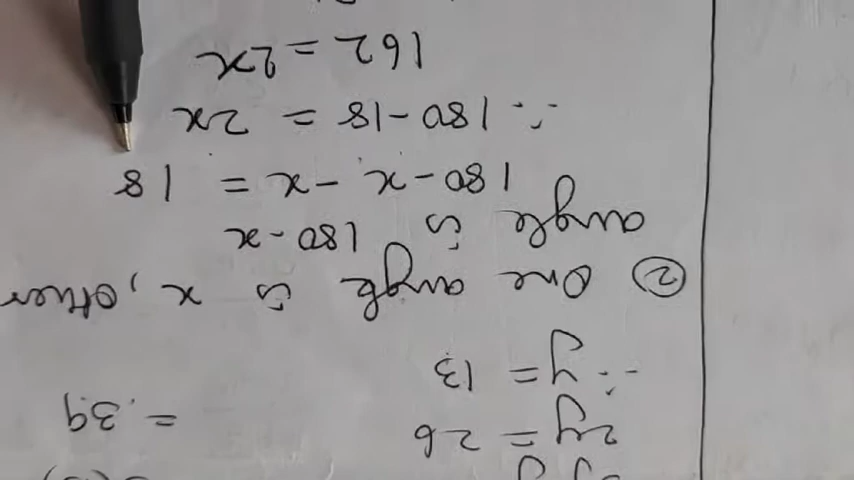 2y = 26
= 39
∴ y = 13
② One angle is x, other
angle is 180-x
180-x-x = 18
∴ 180-18 = 2x
162 = 2x